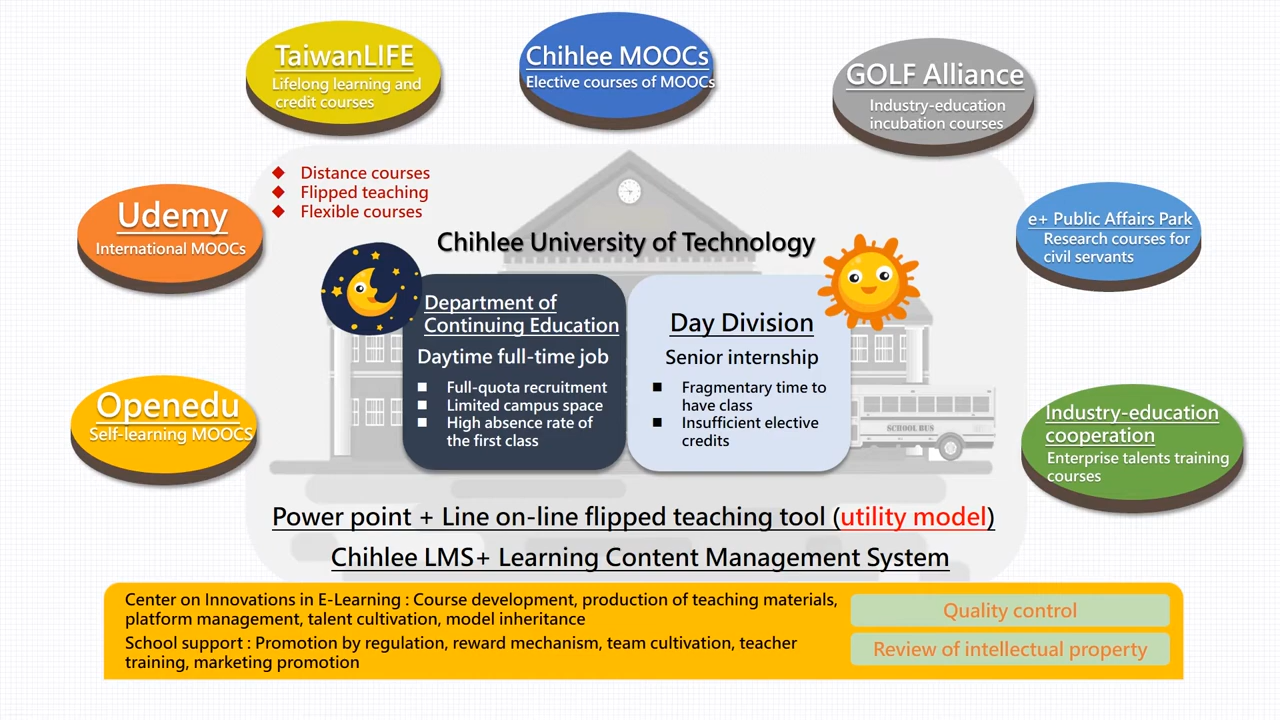 TaiwanLIFE
Lifelong learning and
credit courses
Chihlee MOOCs
Elective courses of MOOCs
GOLF Alliance
Industry-education
incubation courses
Udemy
International MOOCs
◆ Distance courses
◆ Flipped teaching
◆ Flexible courses
e+ Public Affairs Park
Research courses for
civil servants
Chihlee University of Technology
Department of
Continuing Education
Daytime full-time job
■ Full-quota recruitment
■ Limited campus space
■ High absence rate of
the first class
Day Division
Senior internship
■ Fragmentary time to
have class
■ Insufficient elective
credits
SCHOOL BUS
Openedu
Self-learning MOOCS
Industry-education
cooperation
Enterprise talents training
courses
Power point + Line on-line flipped teaching tool (utility model)
Chihlee LMS+ Learning Content Management System
Center on Innovations in E-Learning : Course development, production of teaching materials,
platform management, talent cultivation, model inheritance
School support : Promotion by regulation, reward mechanism, team cultivation, teacher
training, marketing promotion
Quality control
Review of intellectual property